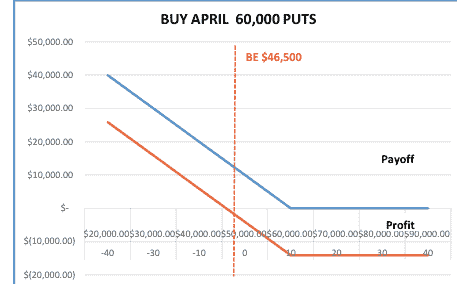 BUY APRIL 60,000 PUTS
$50,000.00
BE $46,500
$40,000.00
$30,000.00
$20,000.00
Payoff
$10,000.00
$-
Profit
$20,000.00 $30,000.00 $40,000.00 $50,000.00 $60,000.00 $70,000.00 $80,000.00 $90,000.00
$(10,000.00)
-40 -30 -10 0 10 20 30 40
$(20,000.00)